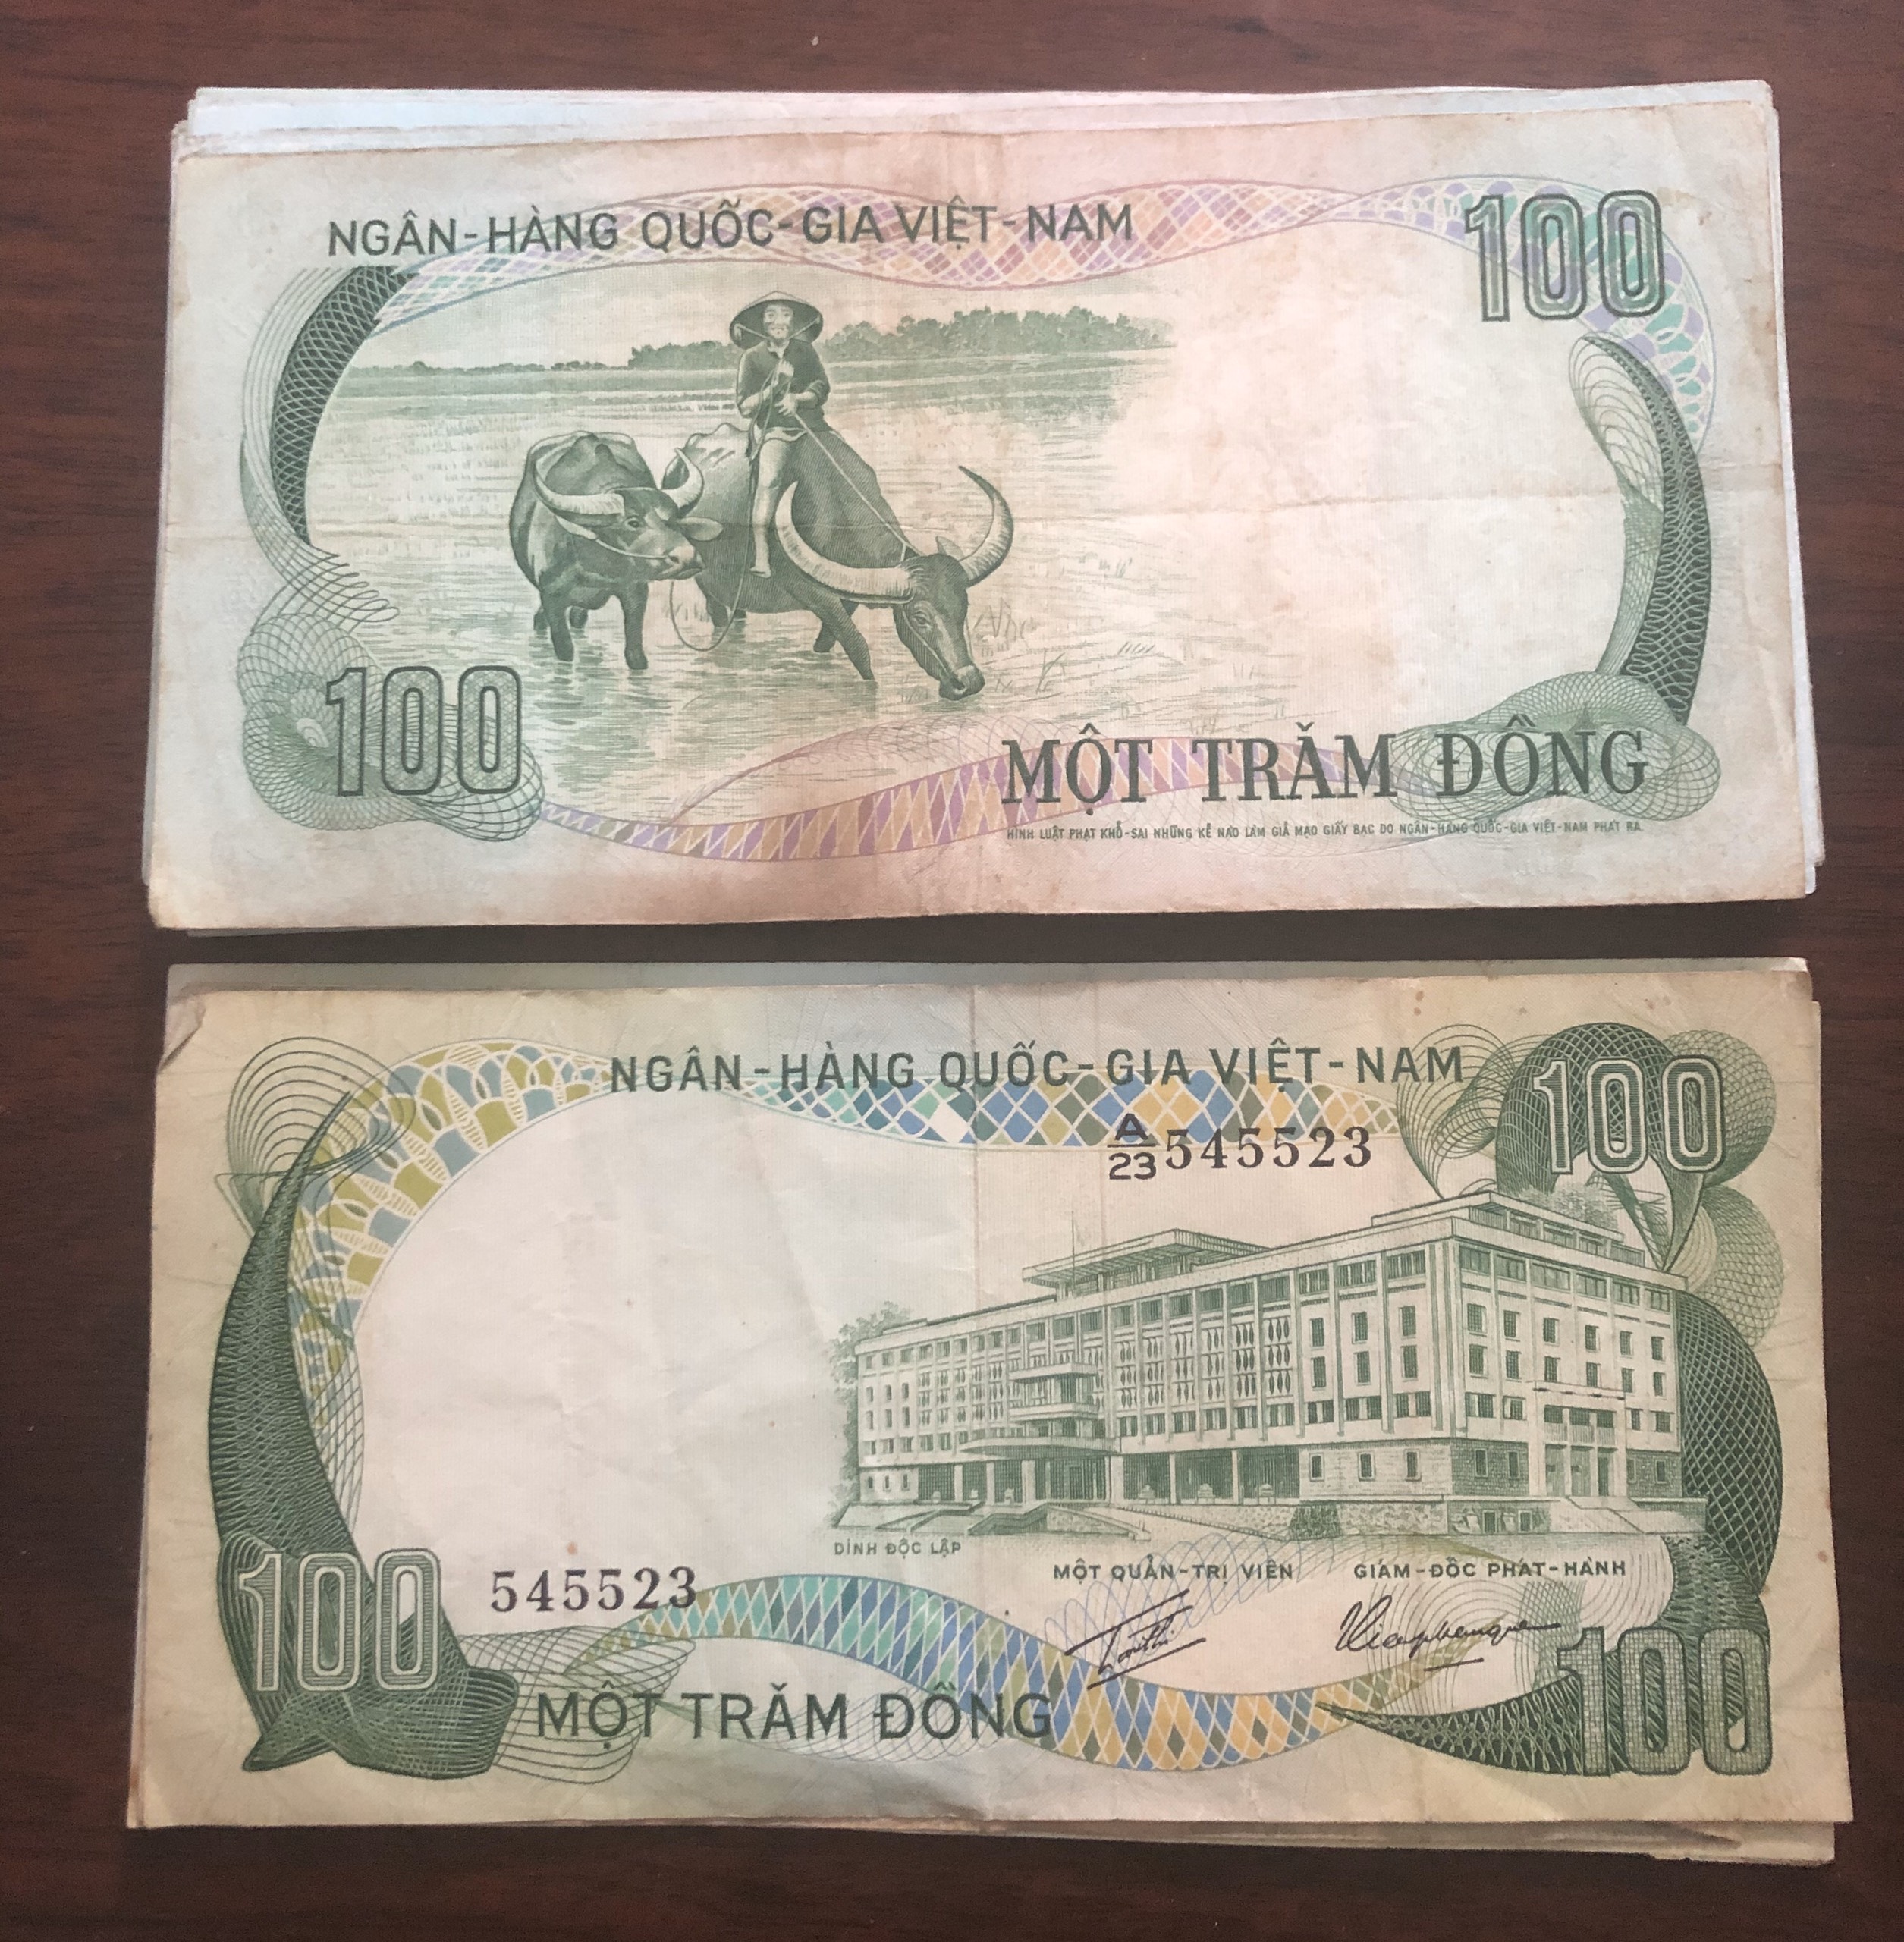 NGÂN-HÀNG QUỐC-GIA VIỆT-NAM
100
100
MỘT TRĂM ĐỒNG
HÌNH LUẬT PHẠT KHỔ-SAI NHỮNG KẺ NÀO LÀM GIẢ MẠO GIẤY BẠC DO NGÂN-HÀNG QUỐC-GIA VIỆT-NAM PHÁT RA.
NGÂN-HÀNG QUỐC-GIA VIỆT-NAM
100
A/23 545523
DINH ĐỘC LẬP
MỘT QUẢN-TRỊ VIÊN
GIÁM-ĐỐC PHÁT-HÀNH
100
545523
MỘT TRĂM ĐỒNG
100